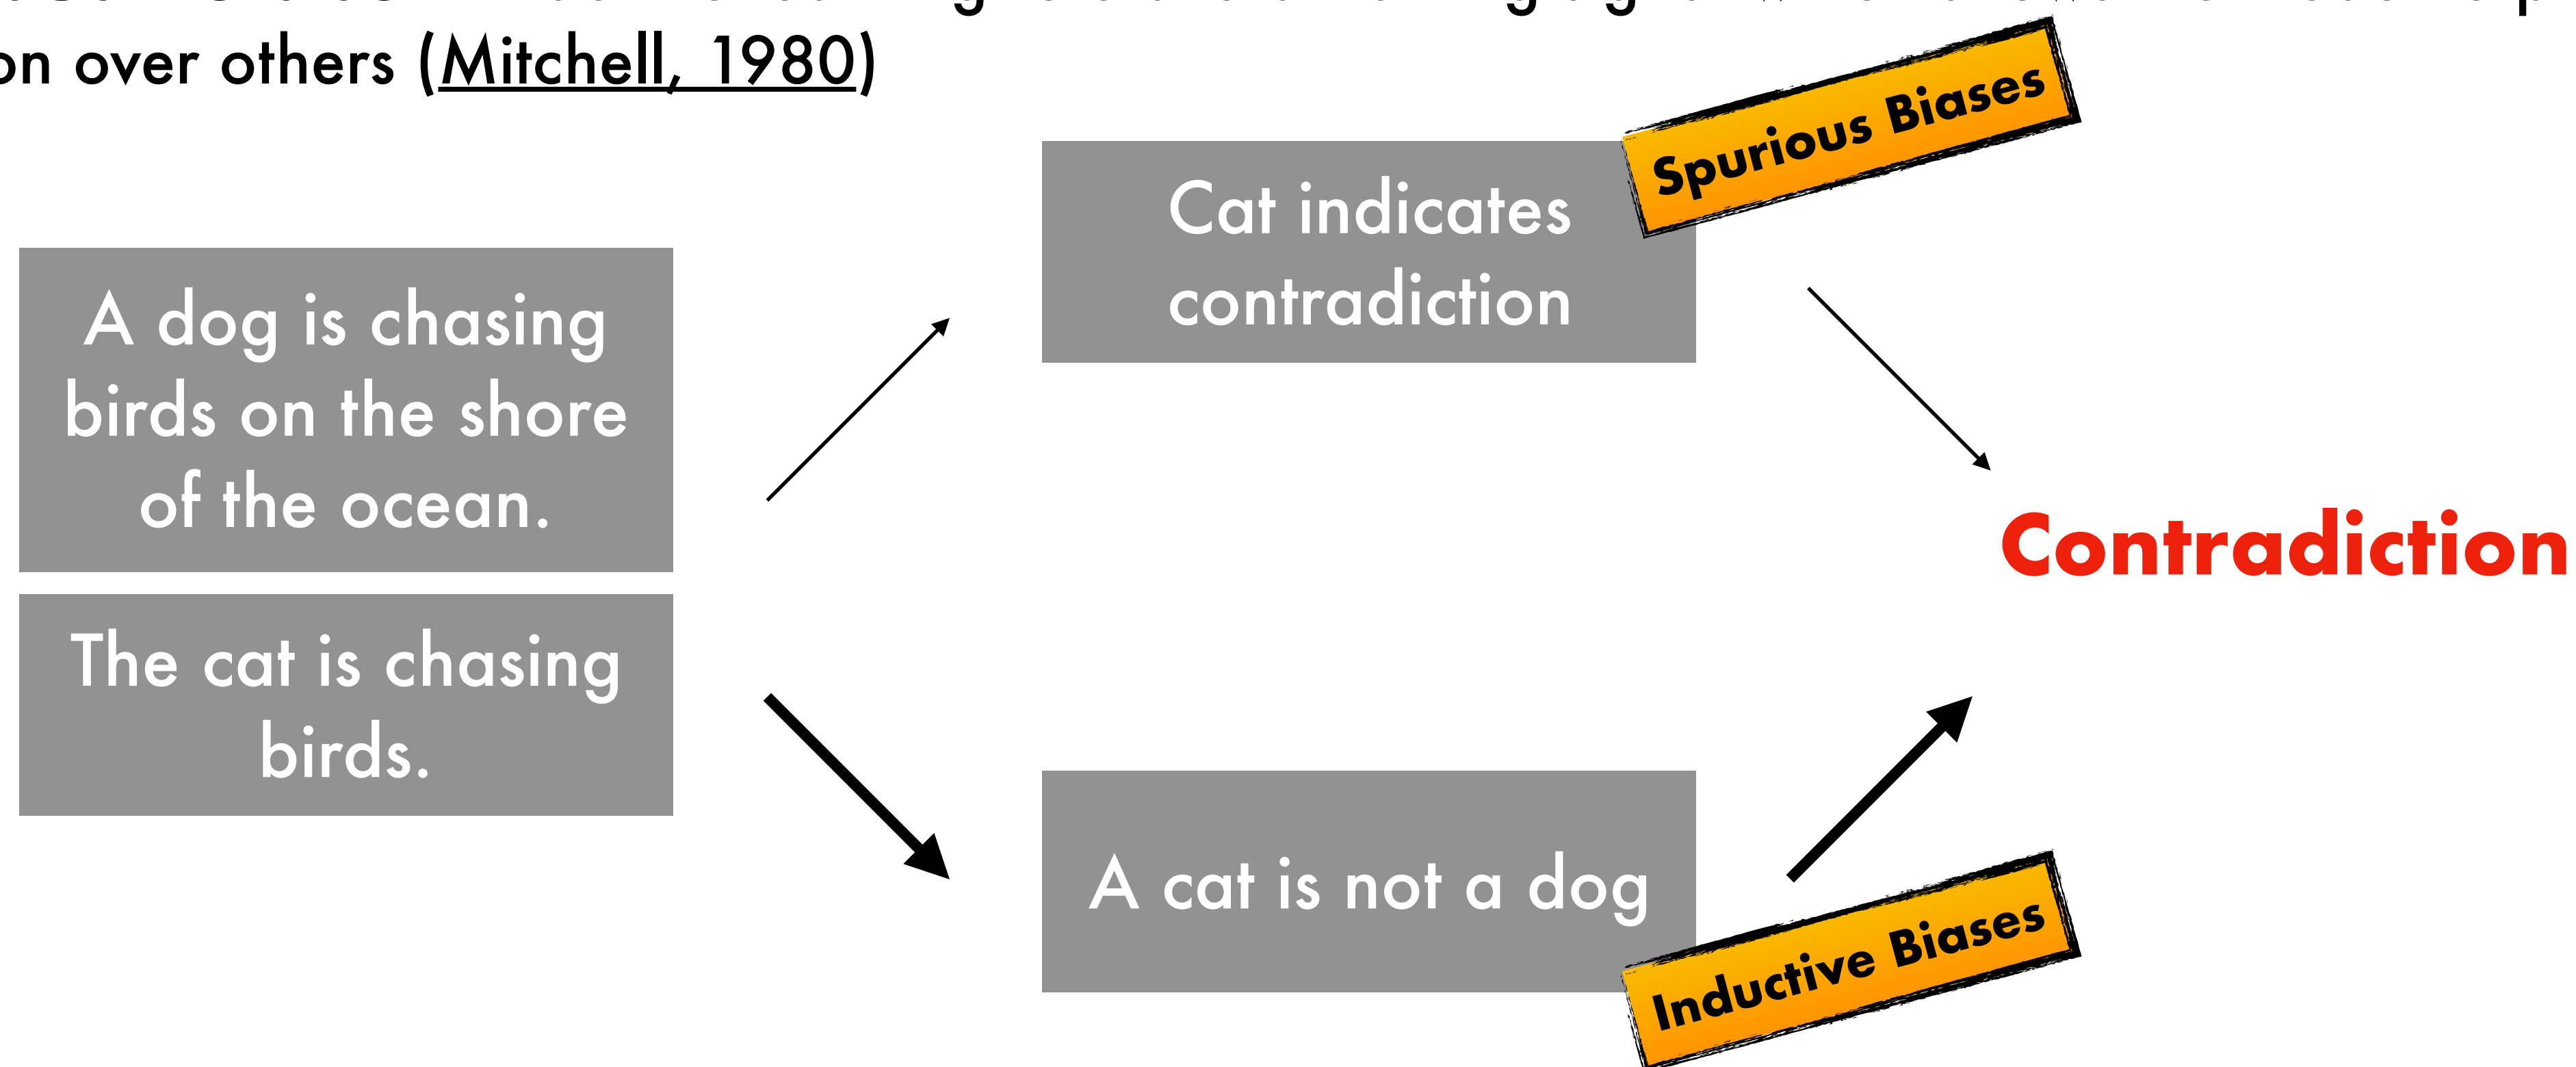 on over others (Mitchell, 1980)
Spurious Biases
Cat indicates
contradiction
A dog is chasing
birds on the shore
of the ocean.
Contradiction
The cat is chasing
birds.
A cat is not a dog
Inductive Biases